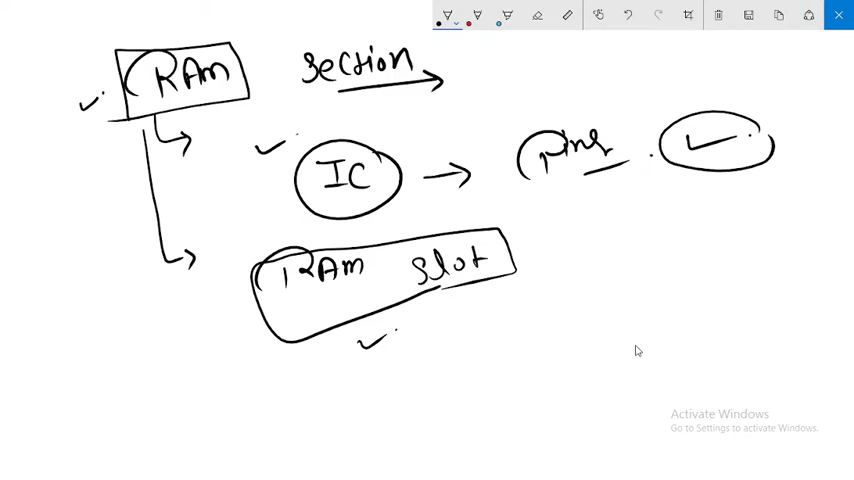 RAM section
IC → Pins
RAM slot
Activate Windows
Go to Settings to activate Windows.